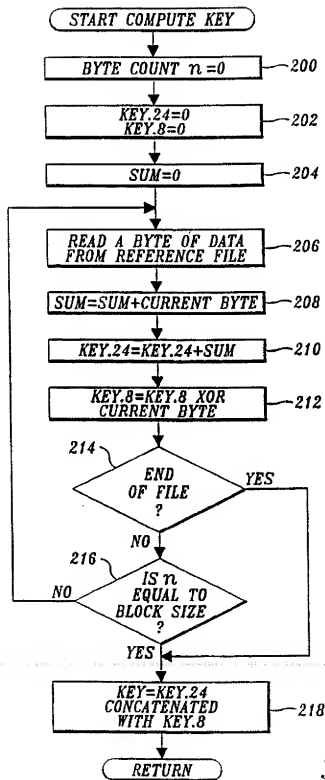 START COMPUTE KEY
BYTE COUNT n=0
200
KEY.24=0
KEY.8=0
202
SUM=0
204
READ A BYTE OF DATA
FROM REFERENCE FILE
206
SUM=SUM+CURRENT BYTE
208
KEY.24=KEY.24+SUM
210
KEY.8=KEY.8 XOR
CURRENT BYTE
212
214
END
OF FILE
?
YES
NO
216
IS n
EQUAL TO
BLOCK SIZE
?
NO
YES
KEY=KEY.24
CONCATENATED
WITH KEY.8
218
RETURN